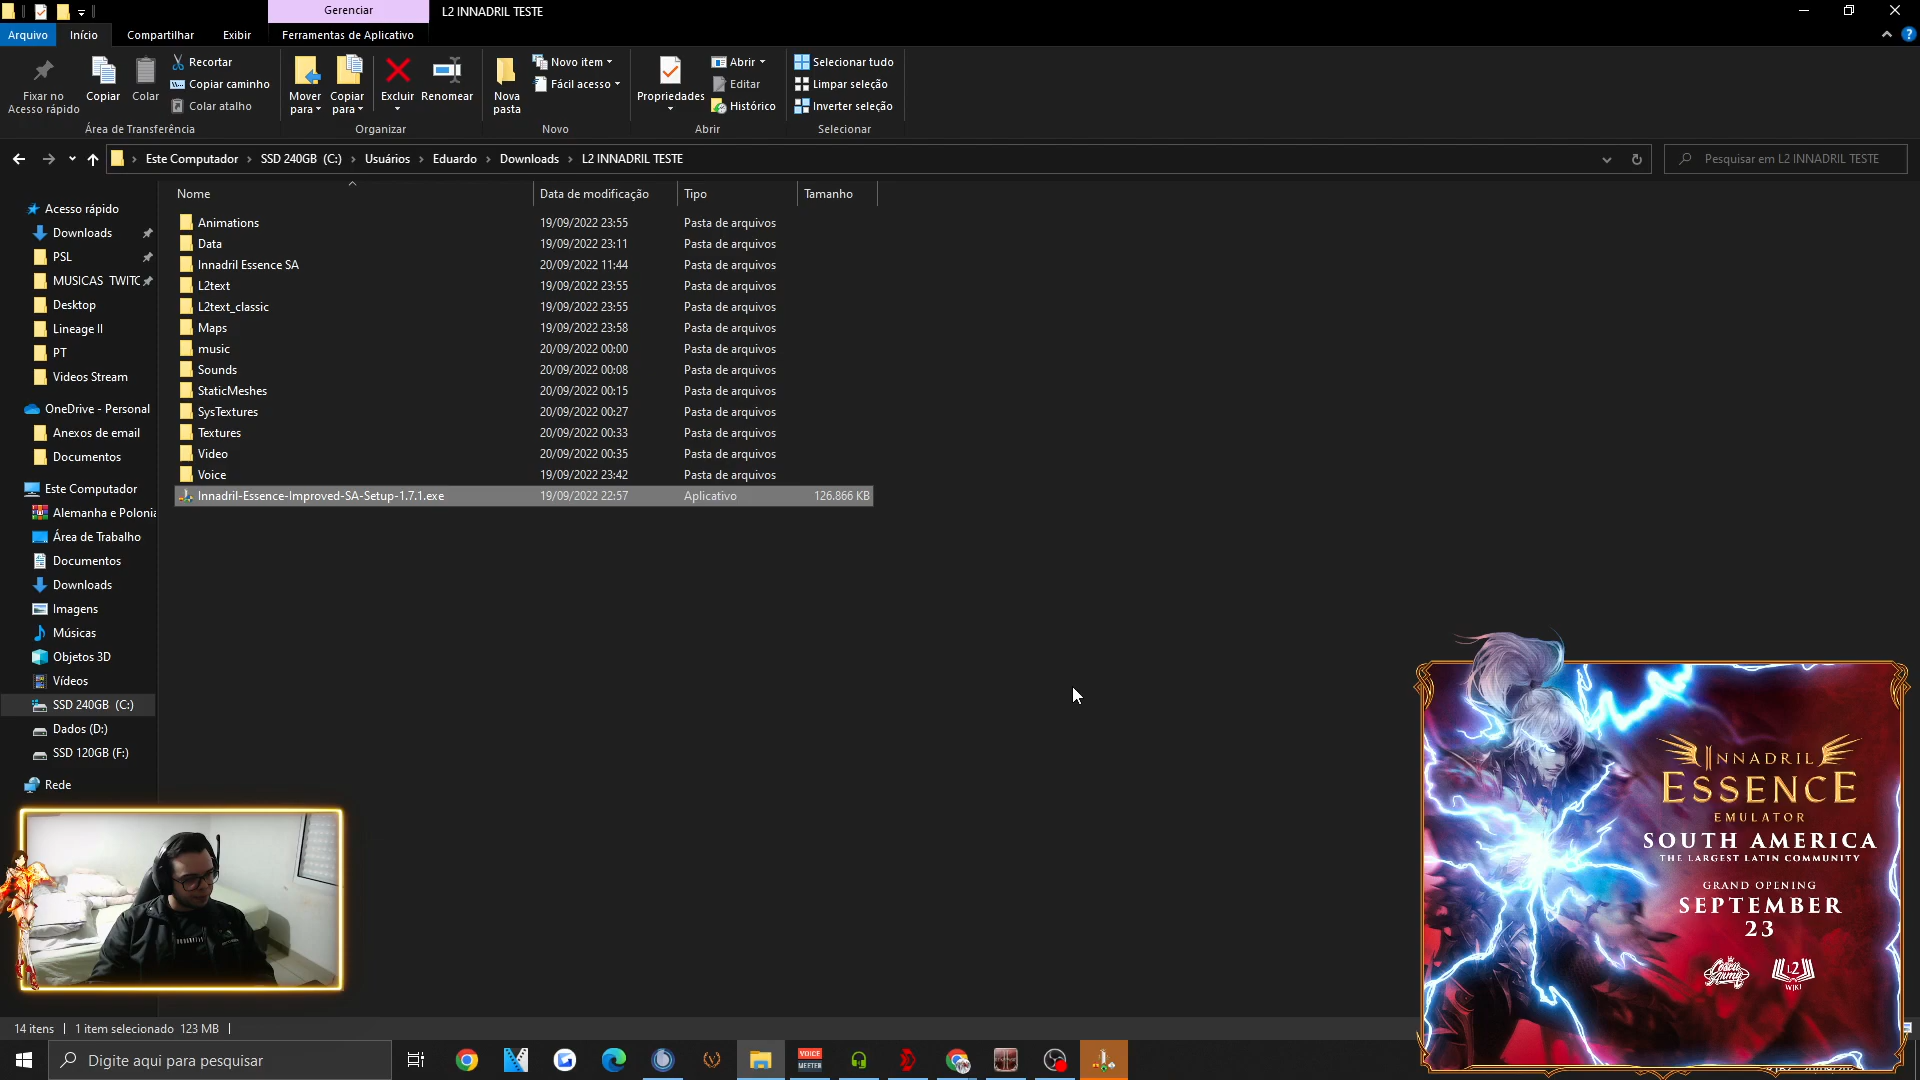 Gerenciar
L2 INNADRIL TESTE
Arquivo
Início
Compartilhar
Exibir
Ferramentas de Aplicativo
Fixar no
Acesso rápido
Copiar
Colar
Recortar
Copiar caminho
Colar atalho
Área de Transferência
Mover
para
Copiar
para
Excluir
Renomear
Organizar
Nova
pasta
Novo item
Fácil acesso
Novo
Propriedades
Abrir
Editar
Histórico
Abrir
Selecionar tudo
Limpar seleção
Inverter seleção
Selecionar
Este Computador > SSD 240GB (C:) > Usuários > Eduardo > Downloads > L2 INNADRIL TESTE
Pesquisar em L2 INNADRIL TESTE
Nome Data de modificação Tipo Tamanho
Animations 19/09/2022 23:55 Pasta de arquivos
Data 19/09/2022 23:11 Pasta de arquivos
Innadril Essence SA 20/09/2022 11:44 Pasta de arquivos
L2text 19/09/2022 23:55 Pasta de arquivos
L2text_classic 19/09/2022 23:55 Pasta de arquivos
Maps 19/09/2022 23:58 Pasta de arquivos
music 20/09/2022 00:00 Pasta de arquivos
Sounds 20/09/2022 00:08 Pasta de arquivos
StaticMeshes 20/09/2022 00:15 Pasta de arquivos
SysTextures 20/09/2022 00:27 Pasta de arquivos
Textures 20/09/2022 00:33 Pasta de arquivos
Video 20/09/2022 00:35 Pasta de arquivos
Voice 19/09/2022 23:42 Pasta de arquivos
Innadril-Essence-Improved-SA-Setup-1.7.1.exe 19/09/2022 22:57 Aplicativo 126.866 KB
Acesso rápido
Downloads
PSL
MUSICAS TWITC
Desktop
Lineage II
PT
Videos Stream
OneDrive - Personal
Anexos de email
Documentos
Este Computador
Alemanha e Polonia
Área de Trabalho
Documentos
Downloads
Imagens
Músicas
Objetos 3D
Vídeos
SSD 240GB (C:)
Dados (D:)
SSD 120GB (F:)
Rede
INNADRIL
ESSENCE
EMULATOR
SOUTH AMERICA
THE LARGEST LATIN COMMUNITY
GRAND OPENING
SEPTEMBER
23
L2
WIKI
14 itens
1 item selecionado 123 MB
Digite aqui para pesquisar
VOICE
MEETER